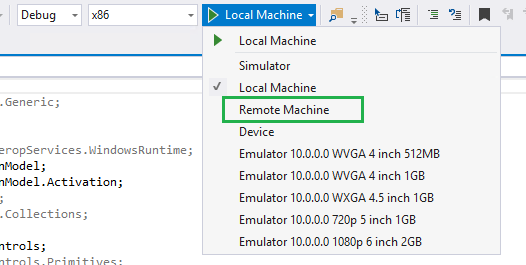 Debug x86 Local Machine
Local Machine
Simulator
Local Machine
Remote Machine
Device
Emulator 10.0.0.0 WVGA 4 inch 512MB
Emulator 10.0.0.0 WVGA 4 inch 1GB
Emulator 10.0.0.0 WXGA 4.5 inch 1GB
Emulator 10.0.0.0 720p 5 inch 1GB
Emulator 10.0.0.0 1080p 6 inch 2GB
.Generic;
eropServices.WindowsRuntime;
nModel;
nModel.Activation;
;
.Collections;
ntrols;
ntrols.Primitives;